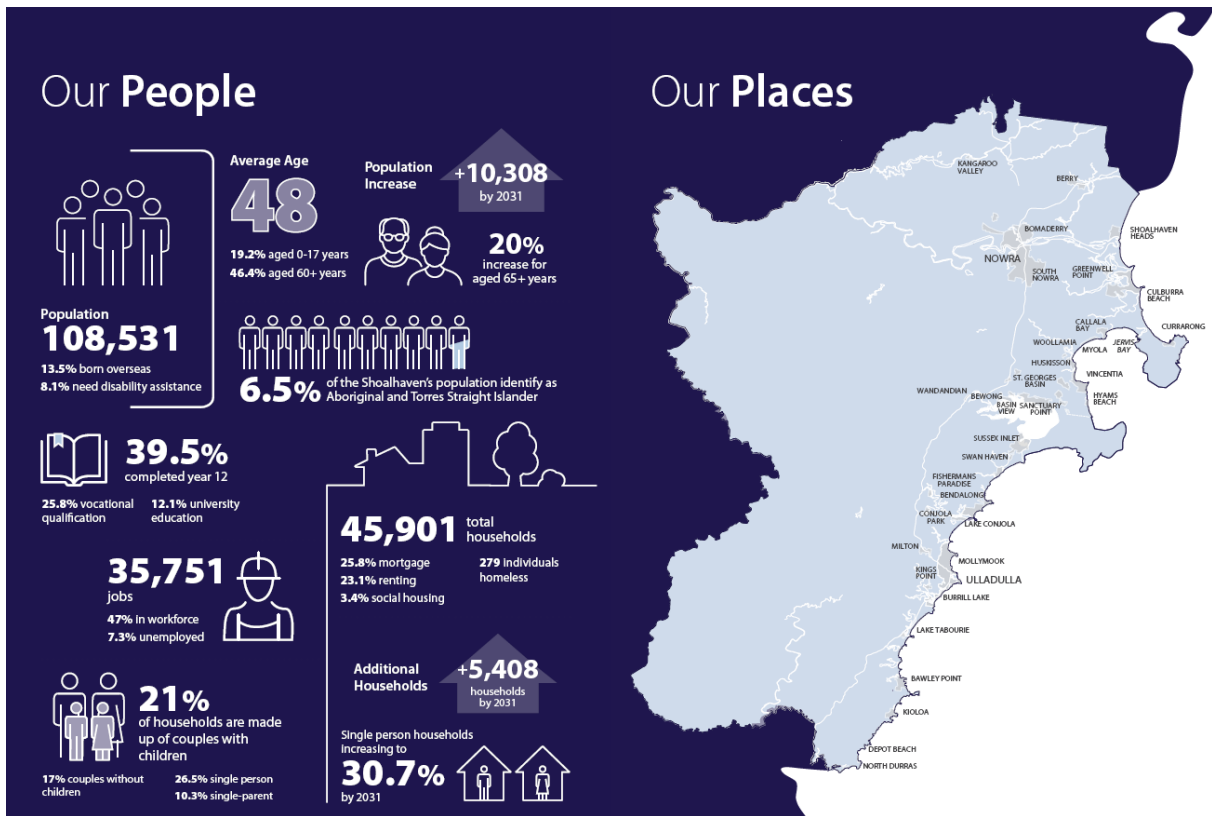 Our People
Average Age
48
19.2% aged 0-17 years
46.4% aged 60+ years
Population
Increase
+10,308
by 2031
20%
increase for
aged 65+ years
Population
108,531
13.5% born overseas
8.1% need disability assistance
6.5% of the Shoalhaven's population identify as
Aboriginal and Torres Straight Islander
39.5%
completed year 12
25.8% vocational
qualification
12.1% university
education
35,751
jobs
47% in workforce
7.3% unemployed
21%
of households are made
up of couples with
children
17% couples without
children
26.5% single person
10.3% single-parent
45,901 total
households
25.8% mortgage
23.1% renting
3.4% social housing
279 individuals
homeless
Additional
Households
+5,408
households
by 2031
Single person households
increasing to
30.7%
by 2031
Our Places
KANGAROO
VALLEY
BERRY
BOMADERRY
SHOALHAVEN
HEADS
NOWRA
SOUTH
NOWRA
GREENWELL
POINT
CULBURRA
BEACH
CALLALA
BAY
CURRARONG
WOOLLAMIA
MYOLA
JERVIS
BAY
HUSKISSON
VINCENTIA
ST. GEORGES
BASIN
WANDANDIAN
BEWONG
HYAMS
BEACH
BASIN
VIEW
SANCTUARY
POINT
SUSSEX INLET
SWAN HAVEN
FISHERMANS
PARADISE
BENDALONG
CONJOLA
PARK
LAKE CONJOLA
MILTON
MOLLYMOOK
KINGS
POINT
ULLADULLA
BURRILL LAKE
LAKE TABOURIE
BAWLEY POINT
KIOLOA
DEPOT BEACH
NORTH DURRAS